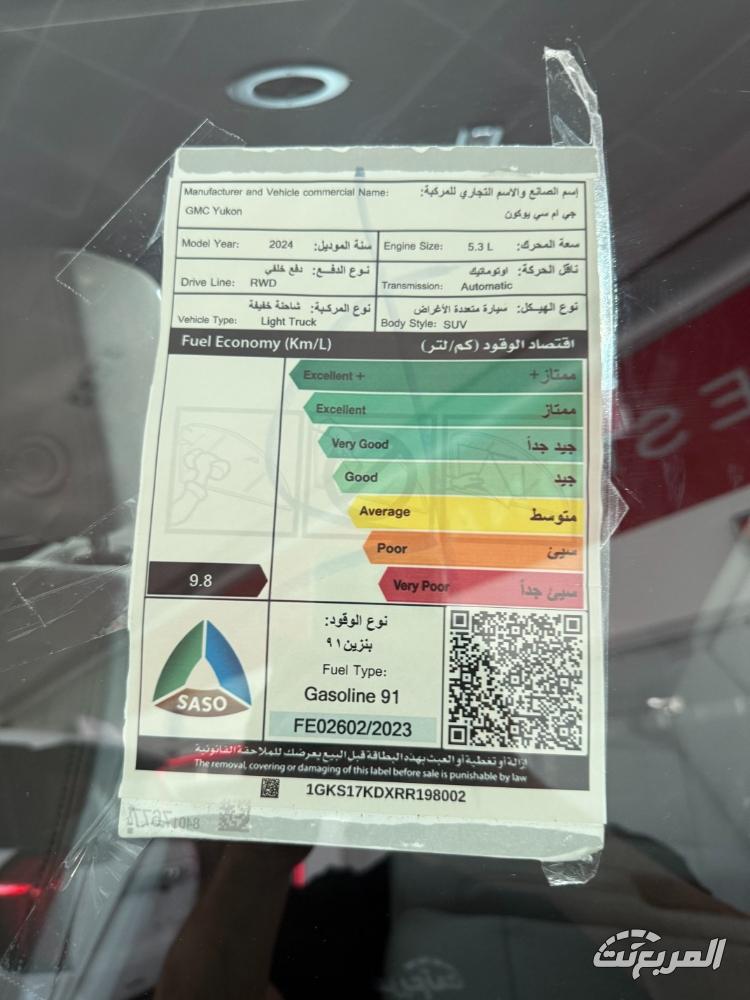 Manufacturer and Vehicle commercial Name: إسم الصانع والاسم التجاري للمركبة:
GMC Yukon جي ام سي يوكون
Model Year: 2024 سنة الموديل: Engine Size: 5.3 L سعة المحرك:
نوع الدفـــع: دفع خلفي ناقل الحركة: اوتوماتيك
Drive Line: RWD Transmission: Automatic
نوع المركبة: شاحنة خفيفة نوع الهيكل: سيارة متعددة الأغراض
Vehicle Type: Light Truck Body Style: SUV
Fuel Economy (Km/L) اقتصاد الوقود (كم/لتر)
Excellent + ممتاز+
Excellent ممتاز
Very Good جيد جداً
Good جيد
Average متوسط
Poor سيئ
Very Poor سيئ جداً
9.8
نوع الوقود:
بنزين ٩١
Fuel Type:
Gasoline 91
SASO
FE02602/2023
إزالة أو تغطية أو العبث بهذه البطاقة قبل البيع يعرضك للملاحقة القانونية
The removal, covering or damaging of this label before sale is punishable by law
1GKS17KDXRR198002
المربع نت